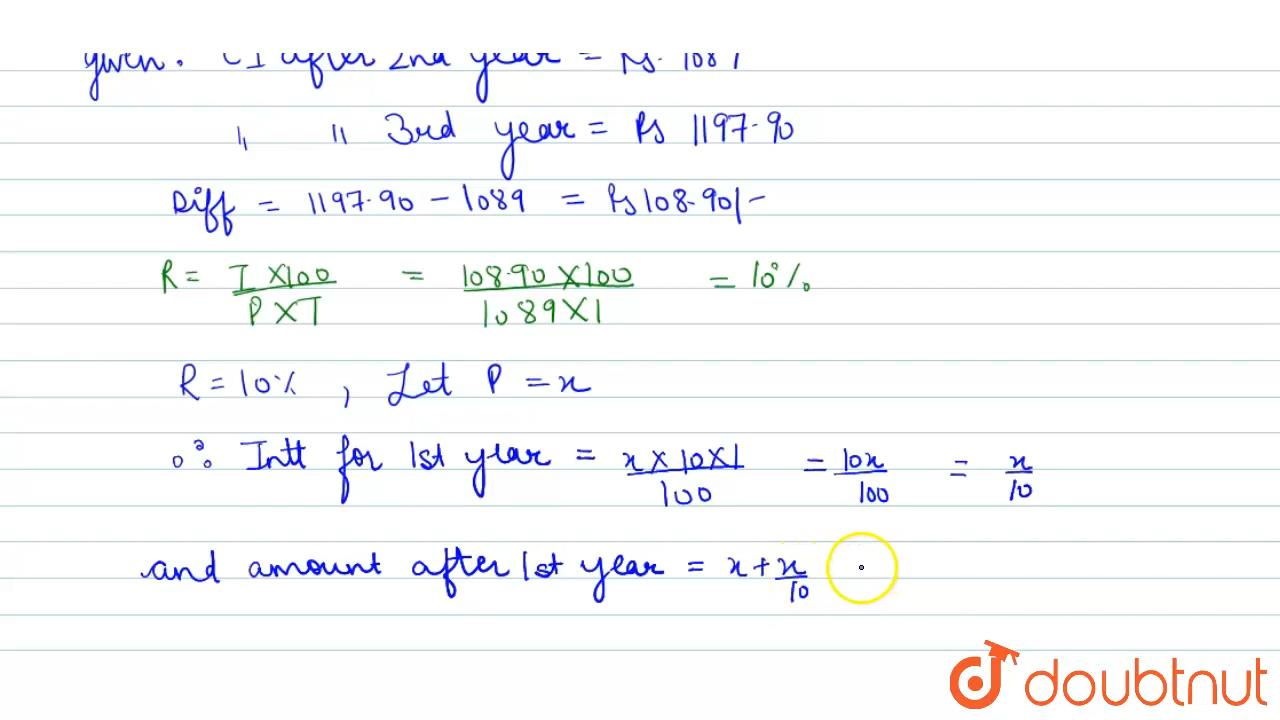 given. CI after 2nd year = Rs. 1089
" " 3rd year = Rs 1197.90
Diff = 1197.90 - 1089 = Rs 108.90/-
R = I×100/P×T = 108.90×100/1089×1 = 10%
R = 10%, Let P = x
∴ Intt for 1st year = x×10×1/100 = 10x/100 = x/10
and amount after 1st year = x + x/10
doubtnut